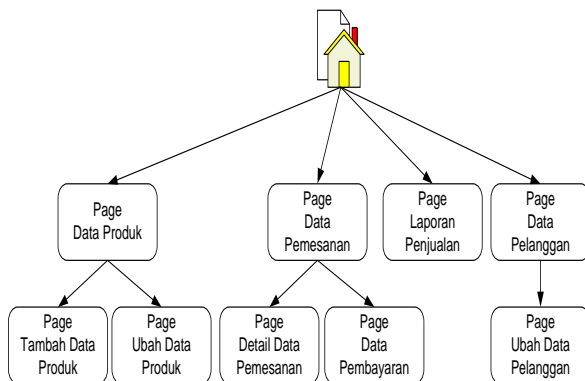 Page
Data Produk
Page
Data
Pemesanan
Page
Laporan
Penjualan
Page
Data
Pelanggan
Page
Tambah Data
Produk
Page
Ubah Data
Produk
Page
Detail Data
Pemesanan
Page
Data
Pembayaran
Page
Ubah Data
Pelanggan